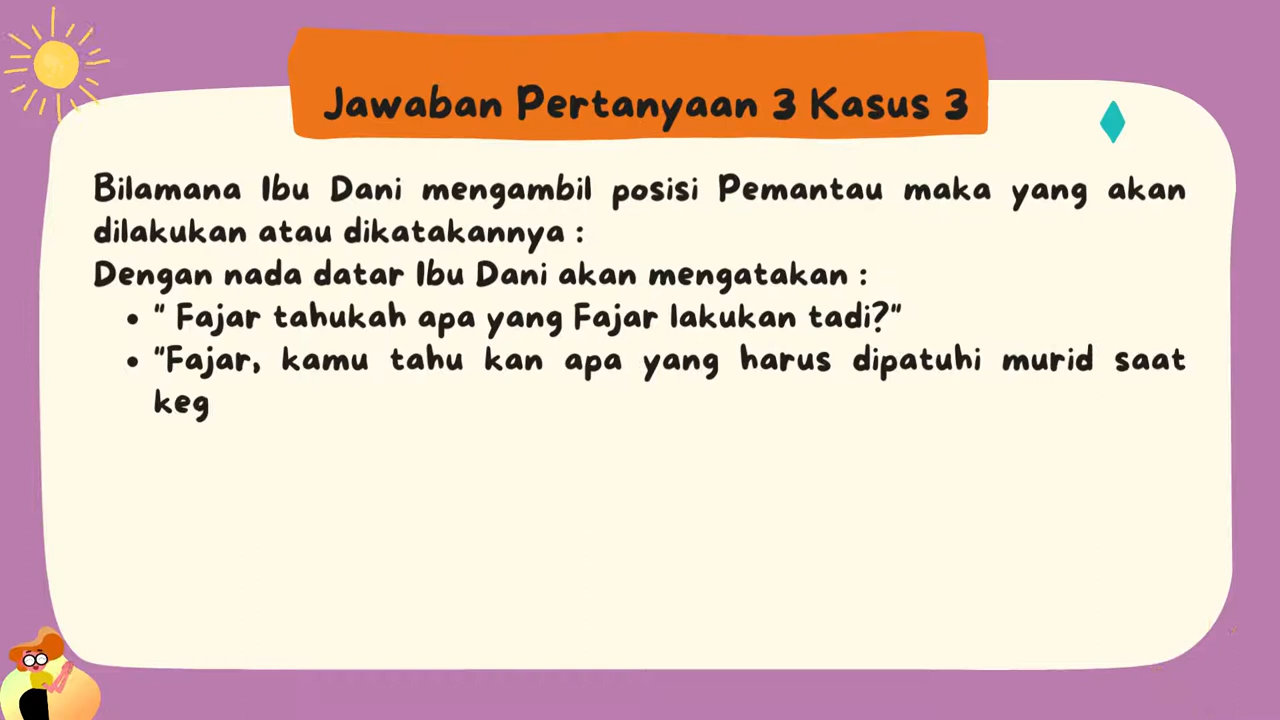 Jawaban Pertanyaan 3 Kasus 3
Bilamana Ibu Dani mengambil posisi Pemantau maka yang akan
dilakukan atau dikatakannya :
Dengan nada datar Ibu Dani akan mengatakan :
• " Fajar tahukah apa yang Fajar lakukan tadi?"
• "Fajar, kamu tahu kan apa yang harus dipatuhi murid saat
keg